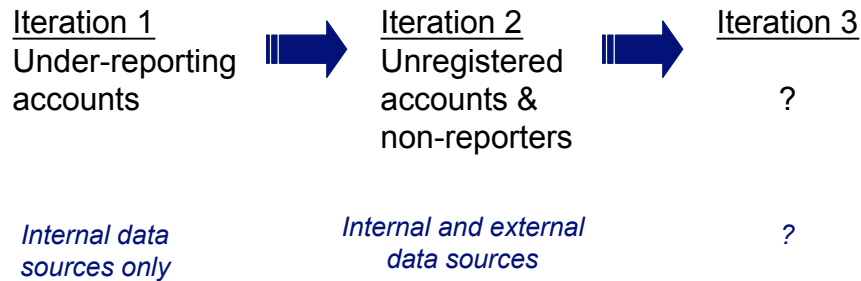 Iteration 1
Under-reporting
accounts
Iteration 2
Unregistered
accounts &
non-reporters
Iteration 3
?
Internal data
sources only
Internal and external
data sources
?